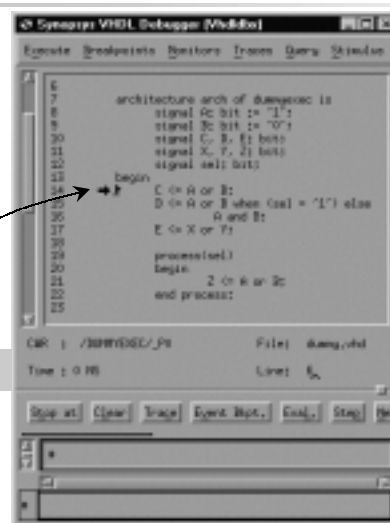 Synopsys VHDL Debugger (Vhdldbx)
Execute Breakpoints Monitors Traces Query Stimulus
6
7 architecture arch of dummyexec is
8 signal A: bit := '1';
9 signal B: bit := '0';
10 signal C, D, E: bit;
11 signal X, Y, Z: bit;
12 signal sel: bit;
13 begin
14 C <= A or B;
15 D <= A or B when (sel = '1') else
16 A and B;
17 E <= X or Y;
18
19 process(sel)
20 begin
21 Z <= A or B;
22 end process;
23
CWR : /DUMMYEXEC/_P0 File: dummy.vhd
Time : 0 NS Line:
Stop at Clear Trace Event Bkpt. Eval. Step